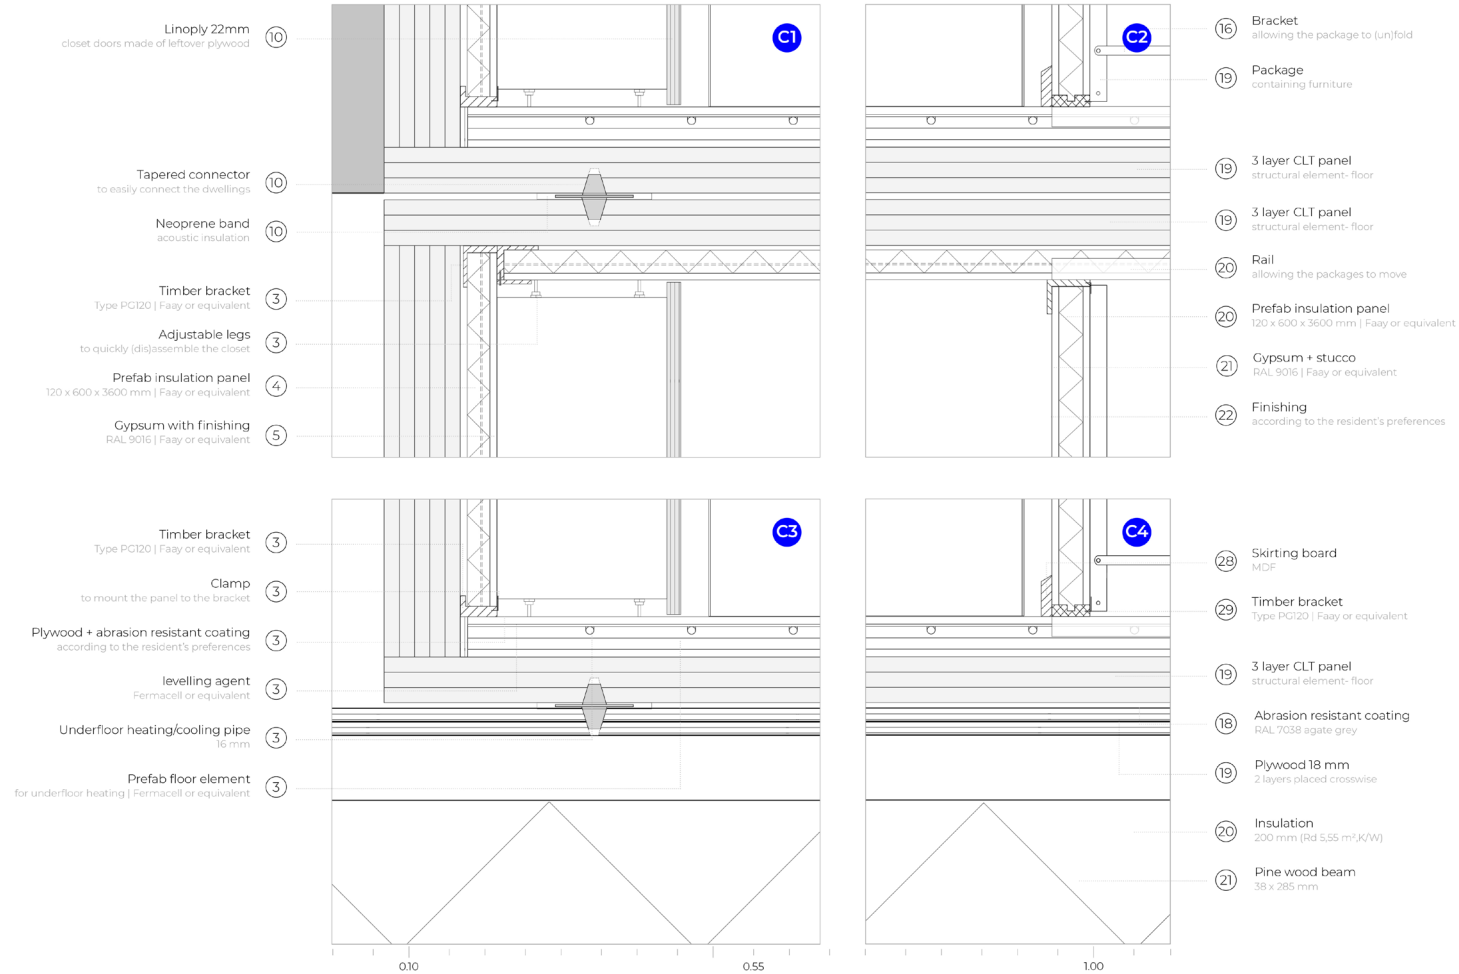 Linoply 22mm
closet doors made of leftover plywood
10
Tapered connector
to easily connect the dwellings
10
Neoprene band
acoustic insulation
10
Timber bracket
Type PG120 | Faay or equivalent
3
Adjustable legs
to quickly (dis)assemble the closet
3
Prefab insulation panel
120 x 600 x 3600 mm | Faay or equivalent
4
Gypsum with finishing
RAL 9016 | Faay or equivalent
5
C1
C2
16
Bracket
allowing the package to (un)fold
19
Package
containing furniture
19
3 layer CLT panel
structural element- floor
19
3 layer CLT panel
structural element- floor
20
Rail
allowing the packages to move
20
Prefab insulation panel
120 x 600 x 3600 mm | Faay or equivalent
21
Gypsum + stucco
RAL 9016 | Faay or equivalent
22
Finishing
according to the resident's preferences
Timber bracket
Type PG120 | Faay or equivalent
3
Clamp
to mount the panel to the bracket
3
Plywood + abrasion resistant coating
according to the resident's preferences
3
levelling agent
Fermacell or equivalent
3
Underfloor heating/cooling pipe
16 mm
3
Prefab floor element
for underfloor heating | Fermacell or equivalent
3
C3
C4
28
Skirting board
MDF
29
Timber bracket
Type PG120 | Faay or equivalent
19
3 layer CLT panel
structural element- floor
18
Abrasion resistant coating
RAL 7038 agate grey
19
Plywood 18 mm
2 layers placed crosswise
20
Insulation
200 mm (Rd 5,55 m²,K/W)
21
Pine wood beam
38 x 285 mm
0.10
0.55
1.00